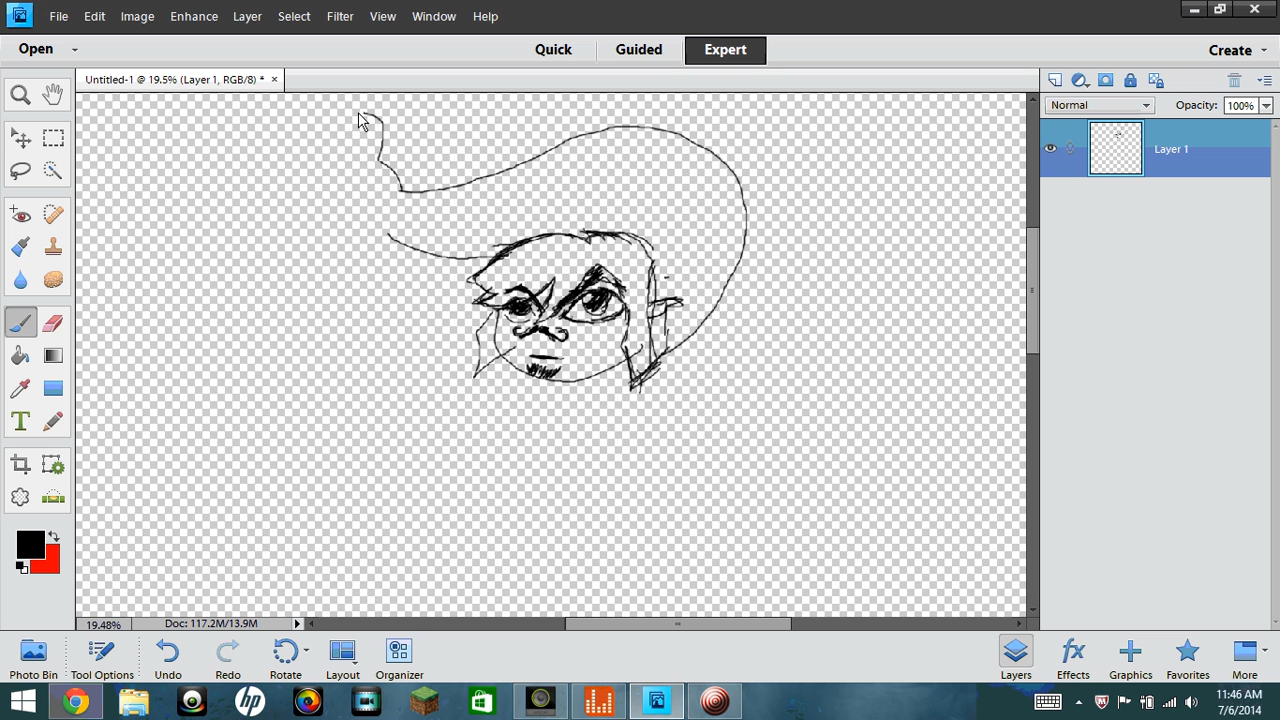 File Edit Image Enhance Layer Select Filter View Window Help
Open Quick Guided Expert Create
Untitled-1 @ 19.5% (Layer 1, RGB/8) * ×
Normal Opacity: 100%
Layer 1
T
19.48% Doc: 117.2M/13.9M
fx
Photo Bin Tool Options Undo Redo Rotate Layout Organizer Layers Effects Graphics Favorites More
hp
11:46 AM
7/6/2014